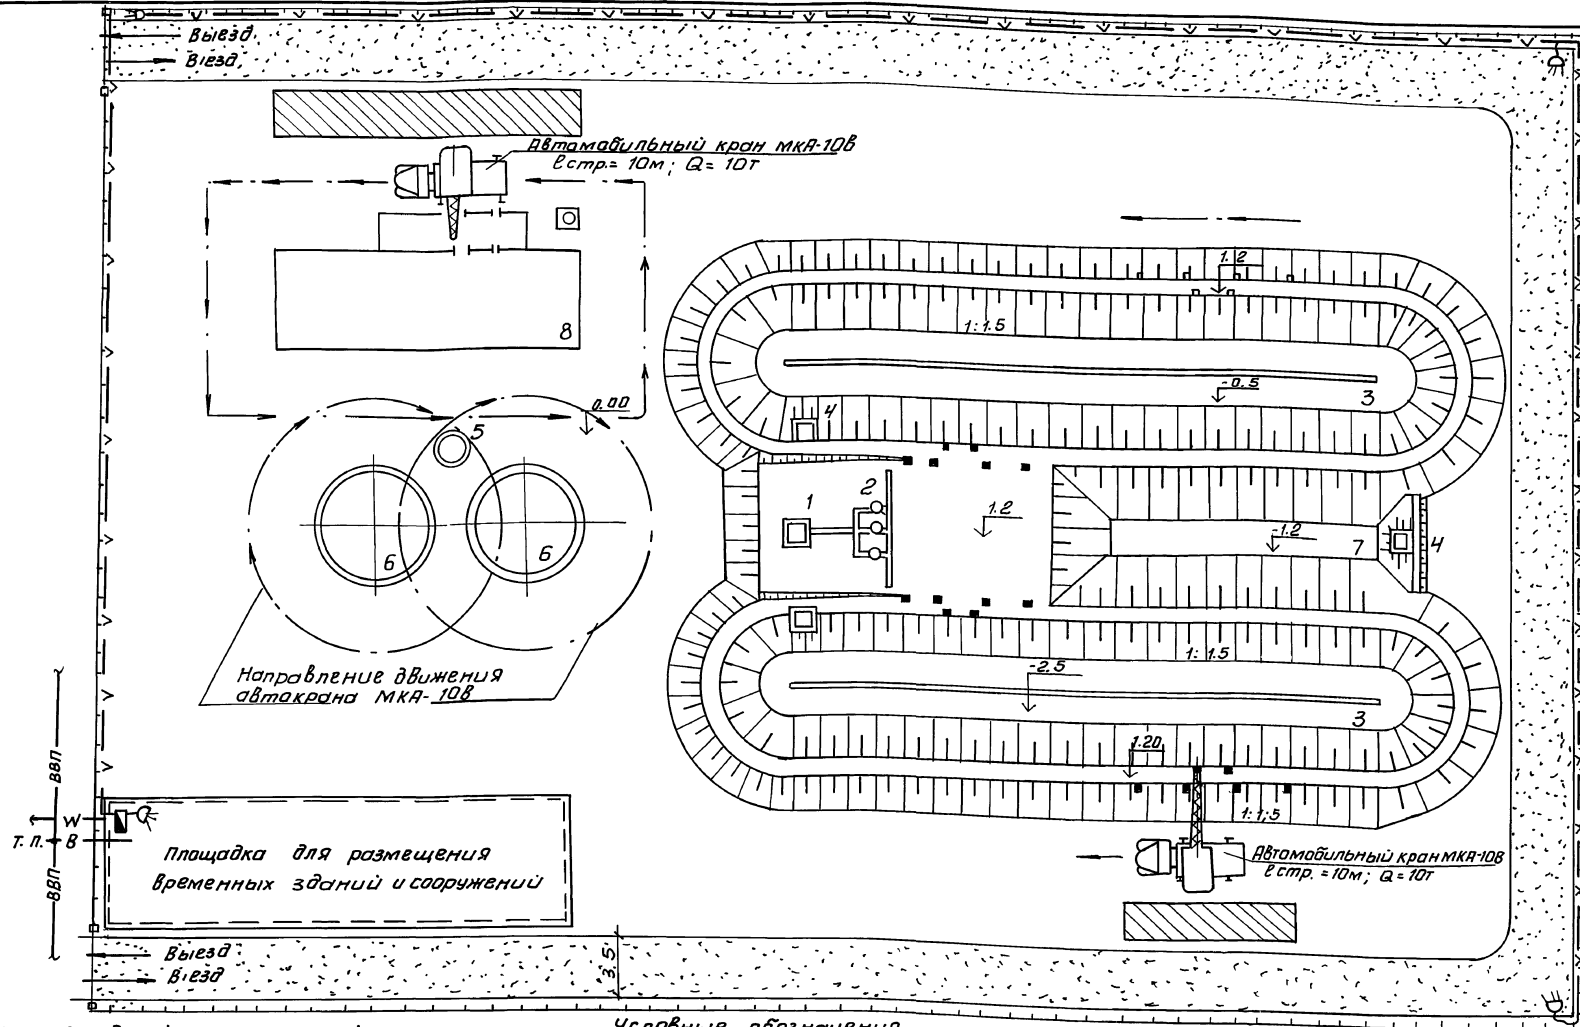 Выезд.
Въезд.
Автомобильный кран МКА-10В
lстр.= 10м; Q= 10т
1.2
8
1:1.5
-0.5
3
4
0.00
5
1
2
1.2
-1.2
7
4
6
6
1:1.5
Направление движения
автокрана МКА-10В
-2.5
3
1.20
ВВП
W
Т.П.
В
ВВП
1:1,5
Площадка для размещения
временных зданий и сооружений
Автомобильный кран МКА-10В
lстр.=10м; Q=10т
Выезд
Въезд
3.5
Условные обозначения